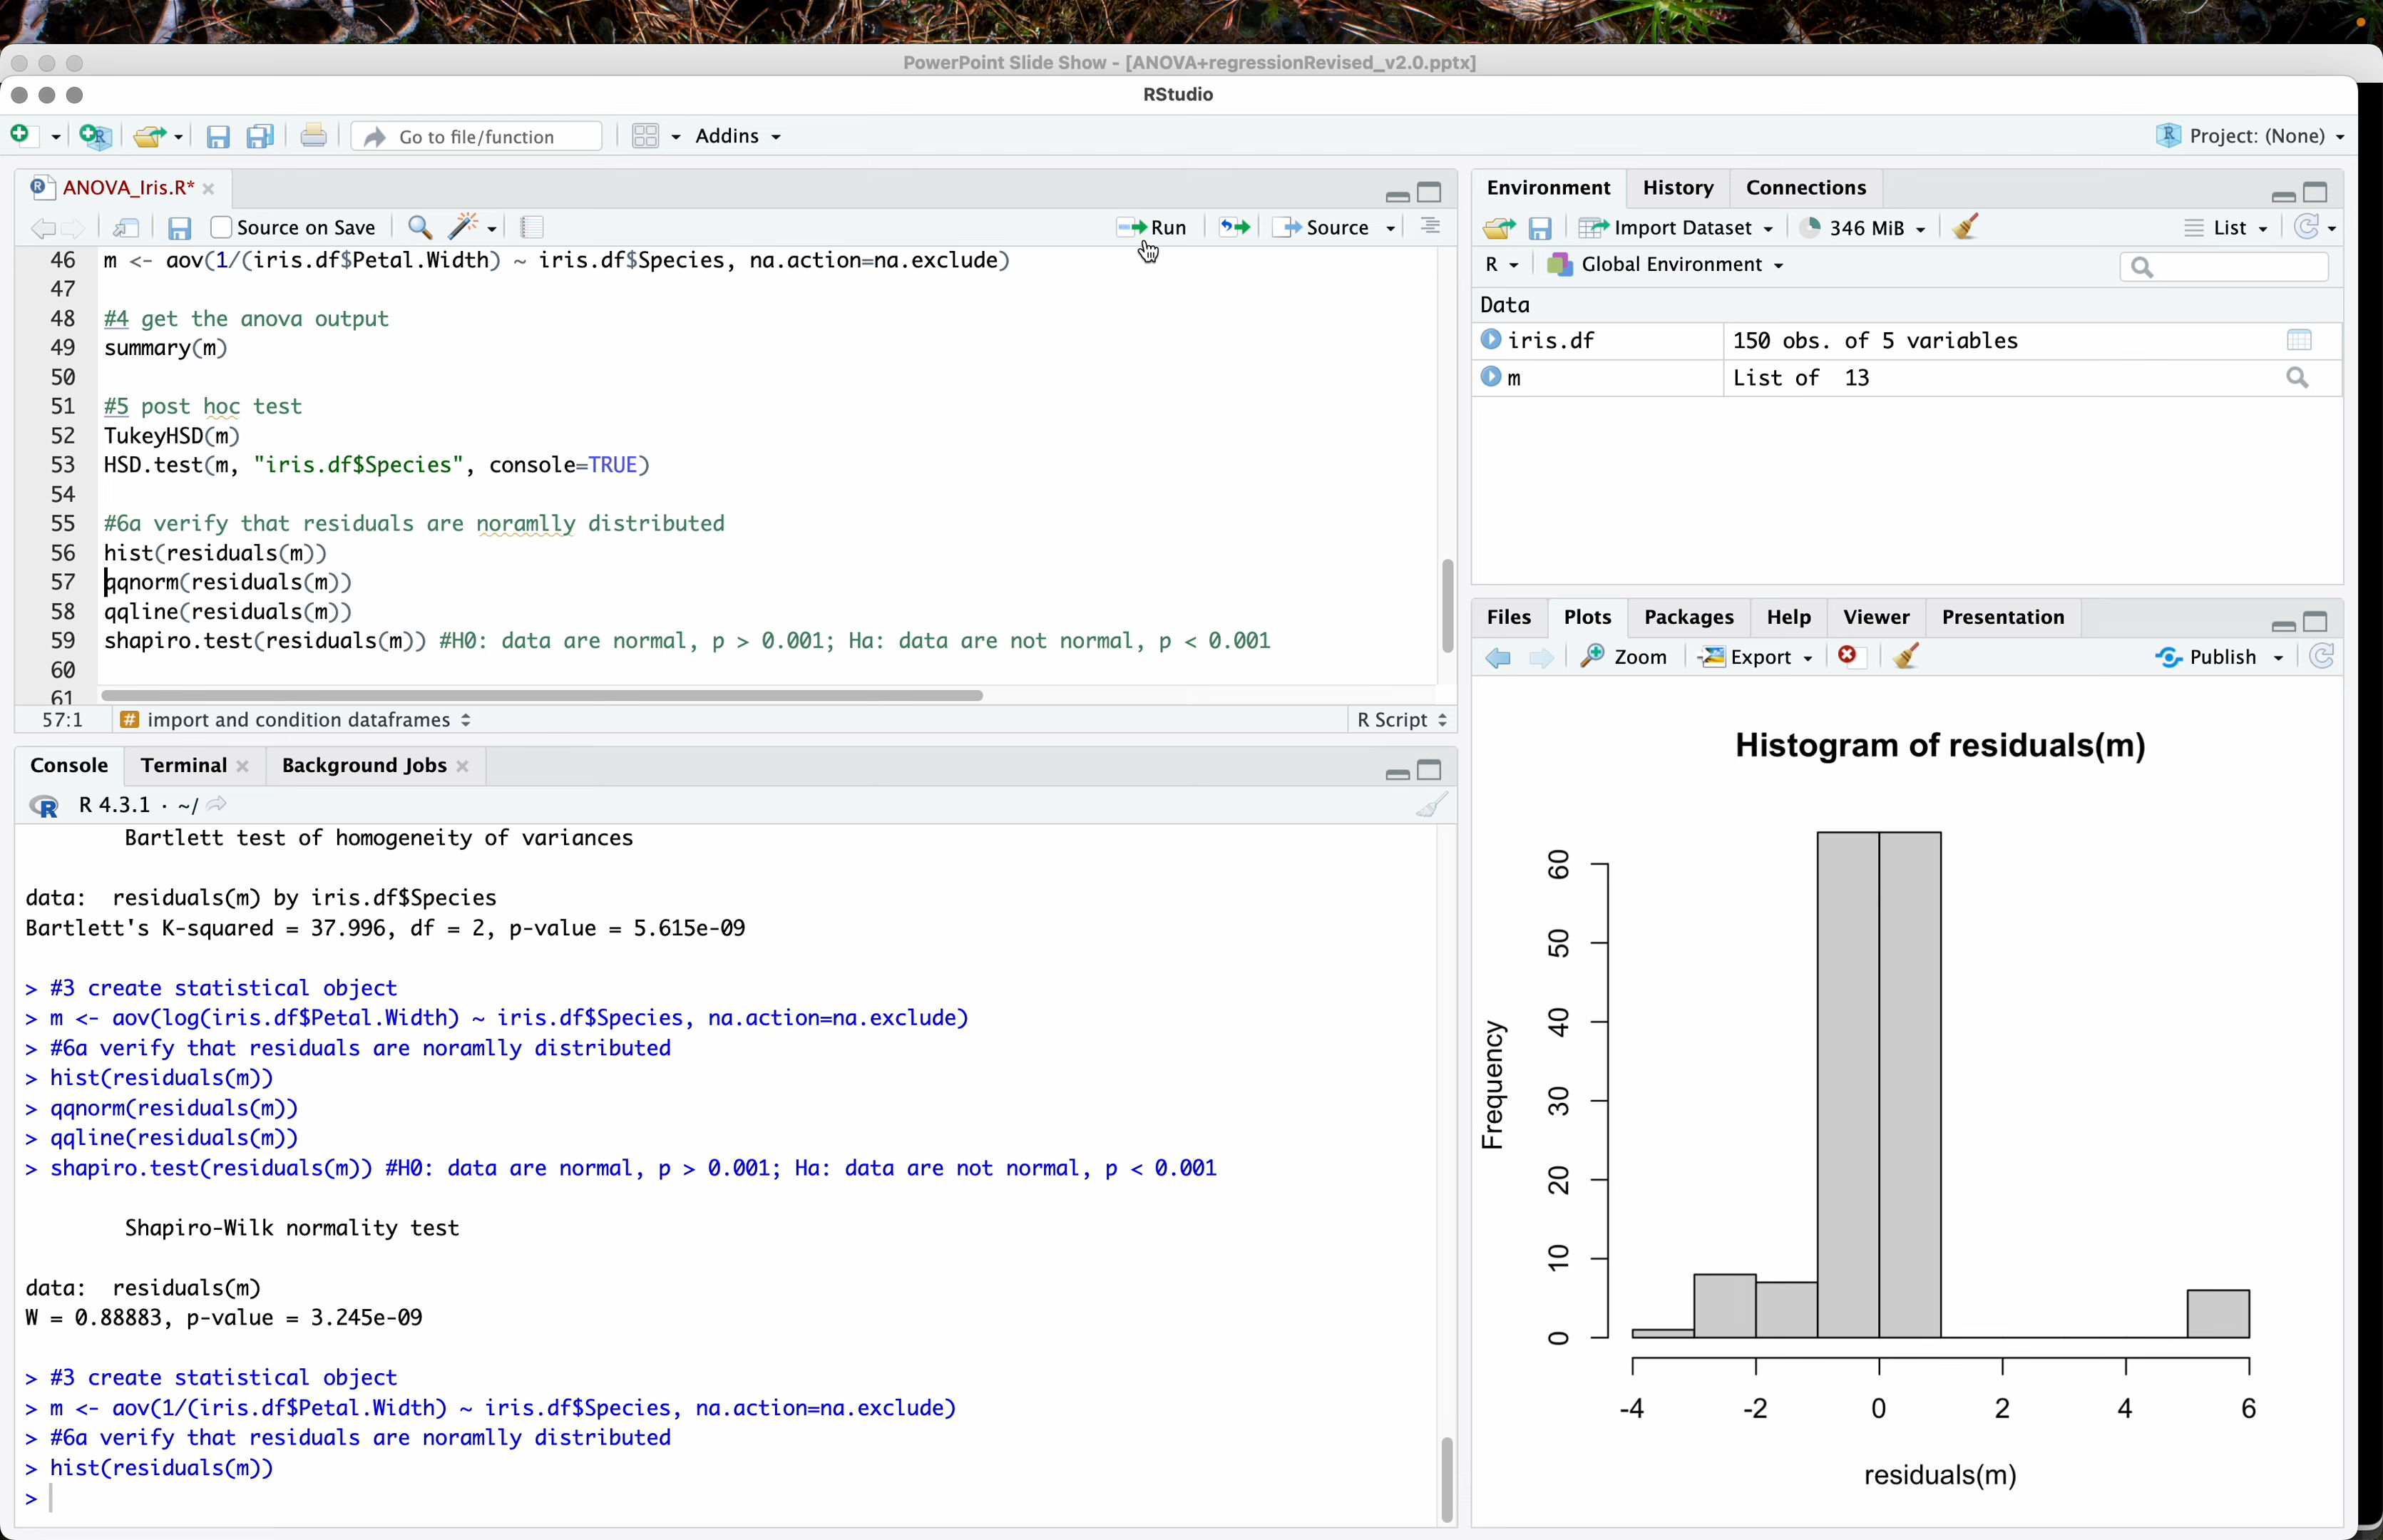 PowerPoint Slide Show - [ANOVA+regressionRevised_v2.0.pptx]
RStudio
Go to file/function
Addins
Project: (None)
ANOVA_Iris.R*
Source on Save
Run
Source
46 m <- aov(1/(iris.df$Petal.Width) ~ iris.df$Species, na.action=na.exclude)
47
48 #4 get the anova output
49 summary(m)
50
51 #5 post hoc test
52 TukeyHSD(m)
53 HSD.test(m, "iris.df$Species", console=TRUE)
54
55 #6a verify that residuals are noramlly distributed
56 hist(residuals(m))
57 qqnorm(residuals(m))
58 qqline(residuals(m))
59 shapiro.test(residuals(m)) #H0: data are normal, p > 0.001; Ha: data are not normal, p < 0.001
60
61
57:1 # import and condition dataframes R Script
Console Terminal Background Jobs
R 4.3.1 · ~/
Bartlett test of homogeneity of variances
data: residuals(m) by iris.df$Species
Bartlett's K-squared = 37.996, df = 2, p-value = 5.615e-09
> #3 create statistical object
> m <- aov(log(iris.df$Petal.Width) ~ iris.df$Species, na.action=na.exclude)
> #6a verify that residuals are noramlly distributed
> hist(residuals(m))
> qqnorm(residuals(m))
> qqline(residuals(m))
> shapiro.test(residuals(m)) #H0: data are normal, p > 0.001; Ha: data are not normal, p < 0.001
Shapiro-Wilk normality test
data: residuals(m)
W = 0.88883, p-value = 3.245e-09
> #3 create statistical object
> m <- aov(1/(iris.df$Petal.Width) ~ iris.df$Species, na.action=na.exclude)
> #6a verify that residuals are noramlly distributed
> hist(residuals(m))
>
Environment History Connections
Import Dataset 346 MiB List
R Global Environment
Data
iris.df 150 obs. of 5 variables
m List of 13
Files Plots Packages Help Viewer Presentation
Zoom Export Publish
Histogram of residuals(m)
Frequency
60
50
40
30
20
10
0
-4 -2 0 2 4 6
residuals(m)